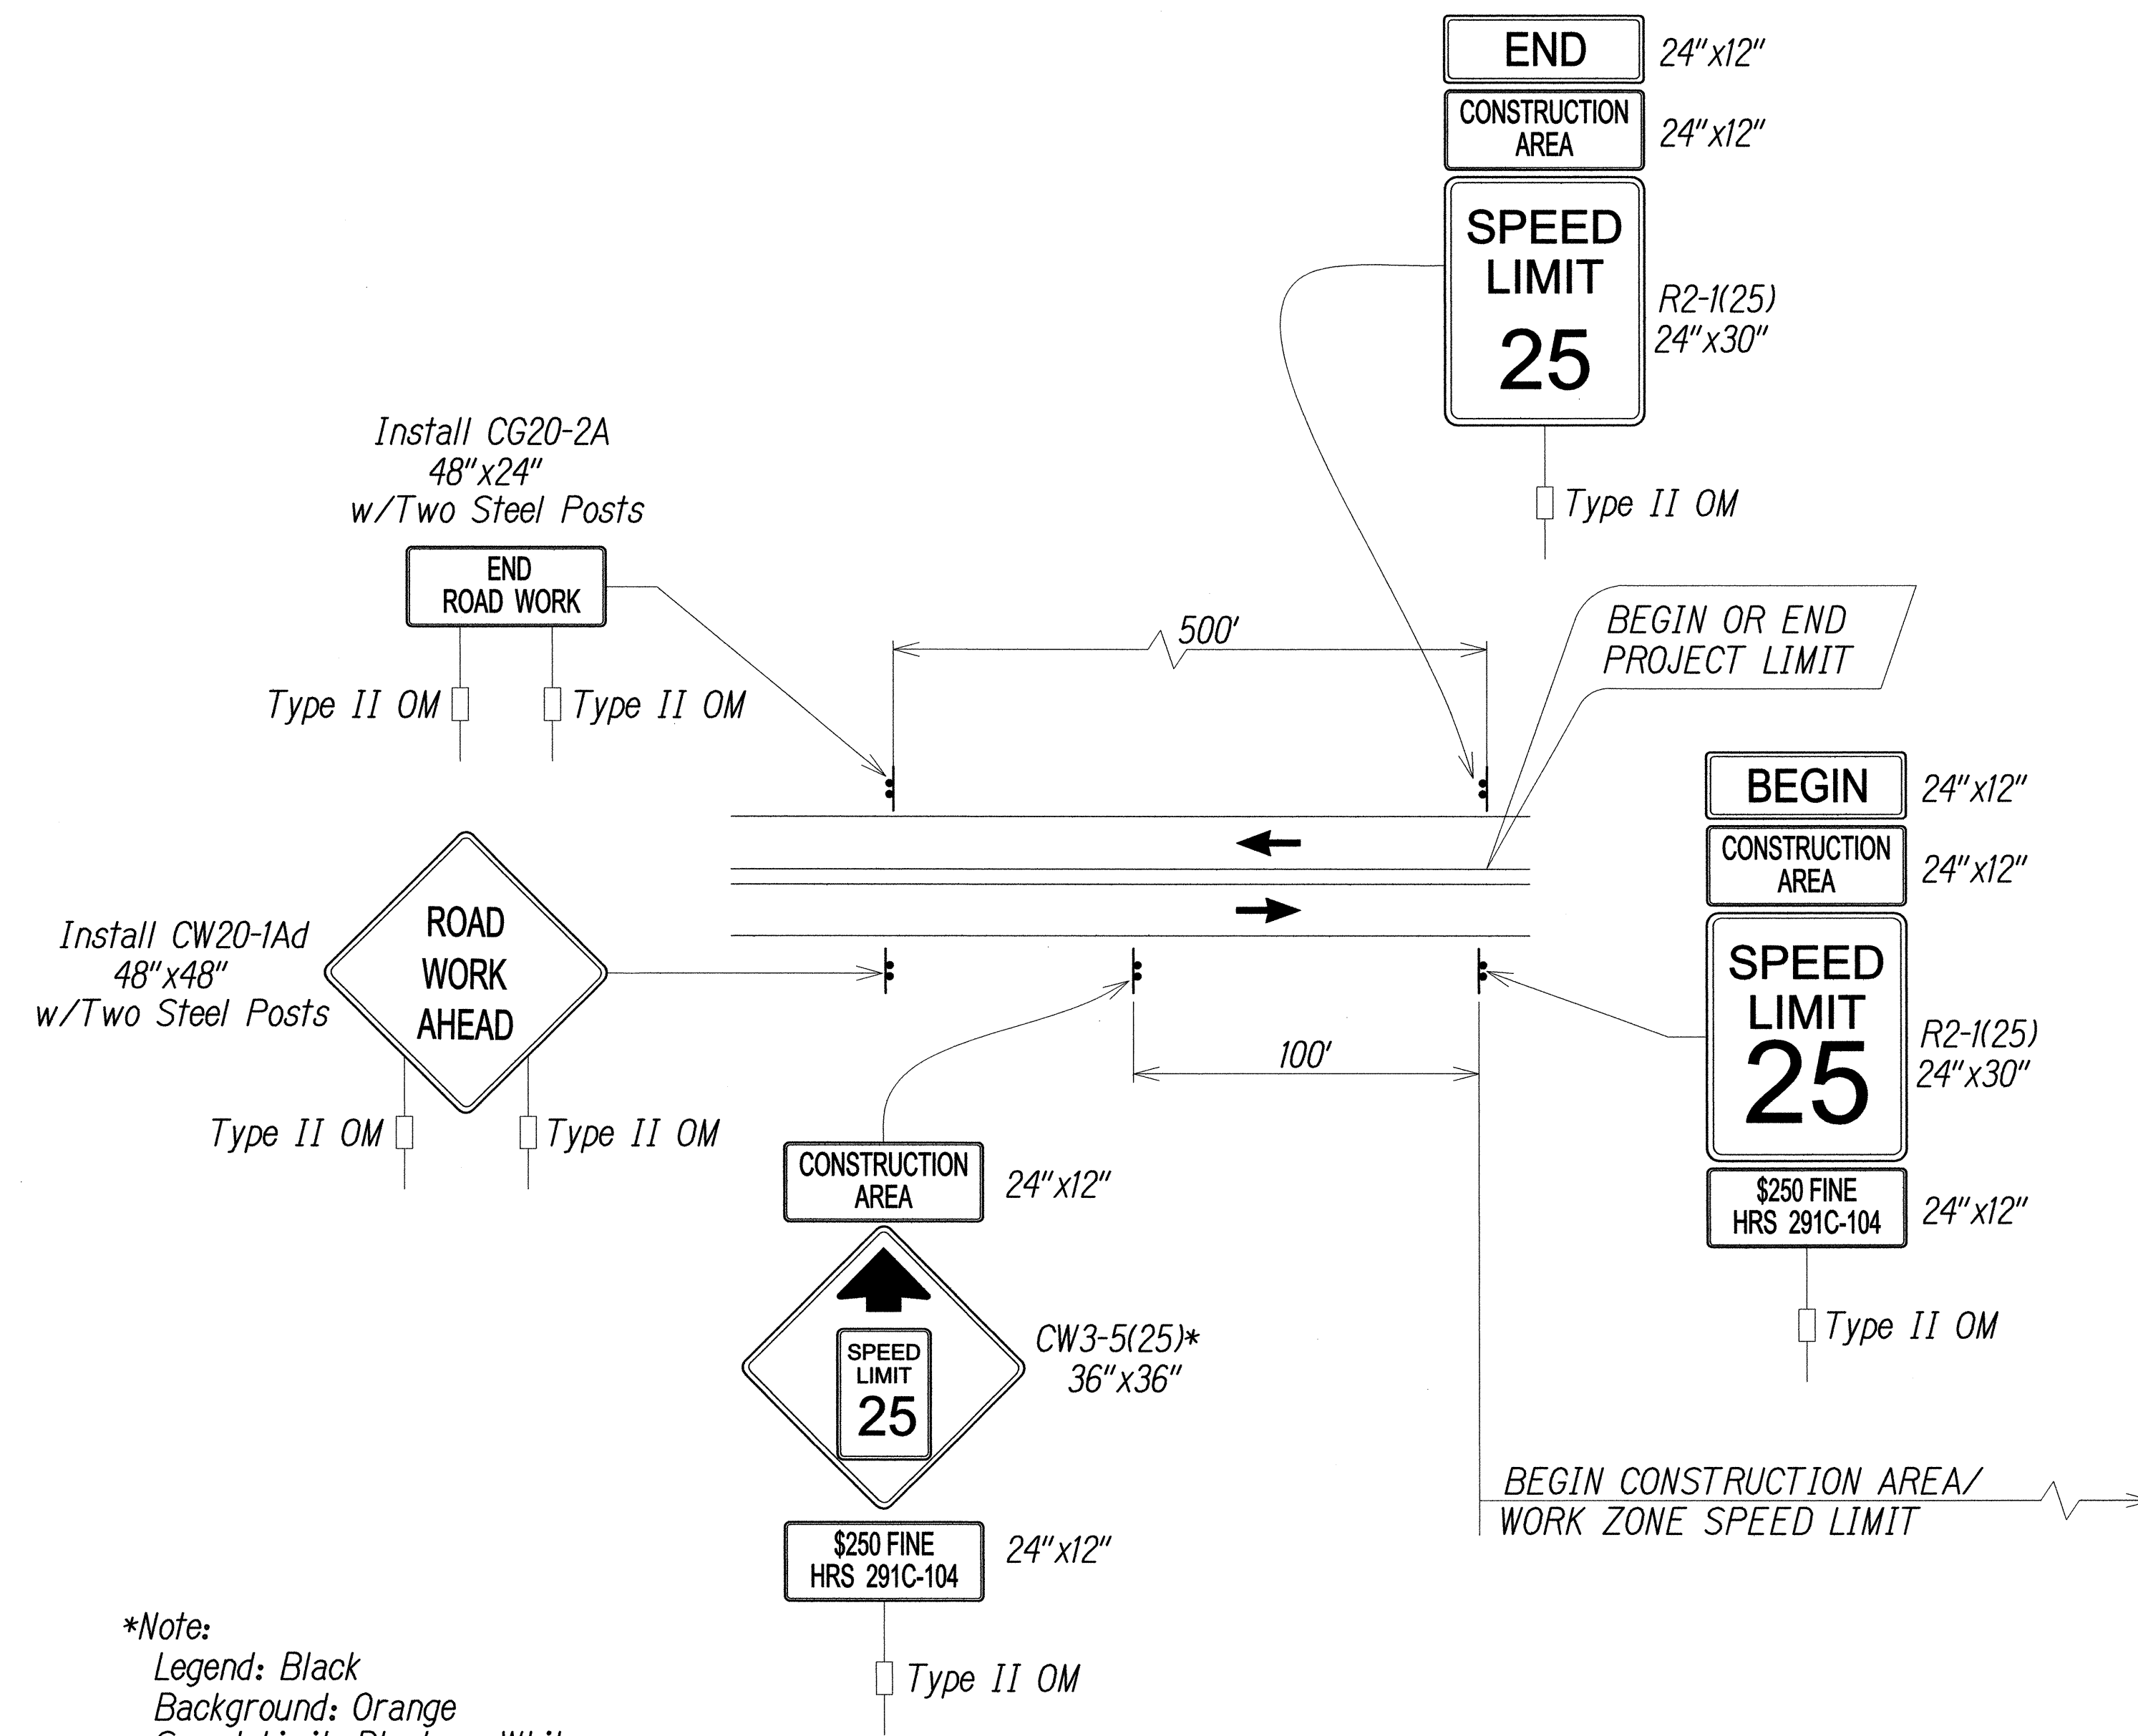 END
24"x12"
CONSTRUCTION
AREA
24"x12"
SPEED
LIMIT
25
R2-1(25)
24"x30"
Type II OM
Install CG20-2A
48"x24"
w/Two Steel Posts
END
ROAD WORK
Type II OM
Type II OM
500'
BEGIN OR END
PROJECT LIMIT
BEGIN
24"x12"
CONSTRUCTION
AREA
24"x12"
SPEED
LIMIT
25
R2-1(25)
24"x30"
$250 FINE
HRS 291C-104
24"x12"
Type II OM
Install CW20-1Ad
48"x48"
w/Two Steel Posts
ROAD
WORK
AHEAD
Type II OM
Type II OM
100'
CONSTRUCTION
AREA
24"x12"
SPEED
LIMIT
25
CW3-5(25)*
36"x36"
$250 FINE
HRS 291C-104
24"x12"
Type II OM
BEGIN CONSTRUCTION AREA/
WORK ZONE SPEED LIMIT
*Note:
Legend: Black
Background: Orange